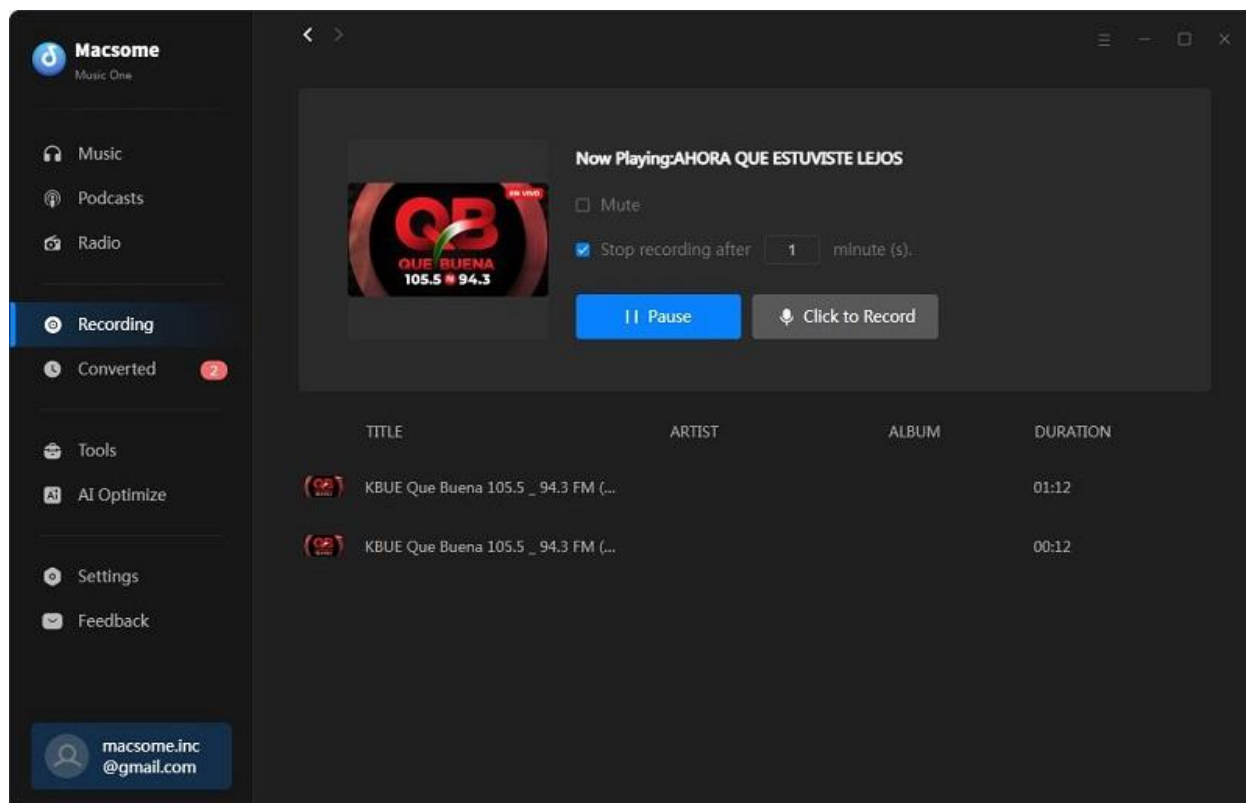 Macsome
Music One
Music
Podcasts
Radio
Recording
Converted 2
Tools
AI Optimize
Settings
Feedback
macsome.inc
@gmail.com
EN VIVO
QB
QUE BUENA
105.5 94.3
Now Playing:AHORA QUE ESTUVISTE LEJOS
Mute
Stop recording after 1 minute (s).
Pause Click to Record
TITLE ARTIST ALBUM DURATION
KBUE Que Buena 105.5 _ 94.3 FM (... 01:12
KBUE Que Buena 105.5 _ 94.3 FM (... 00:12